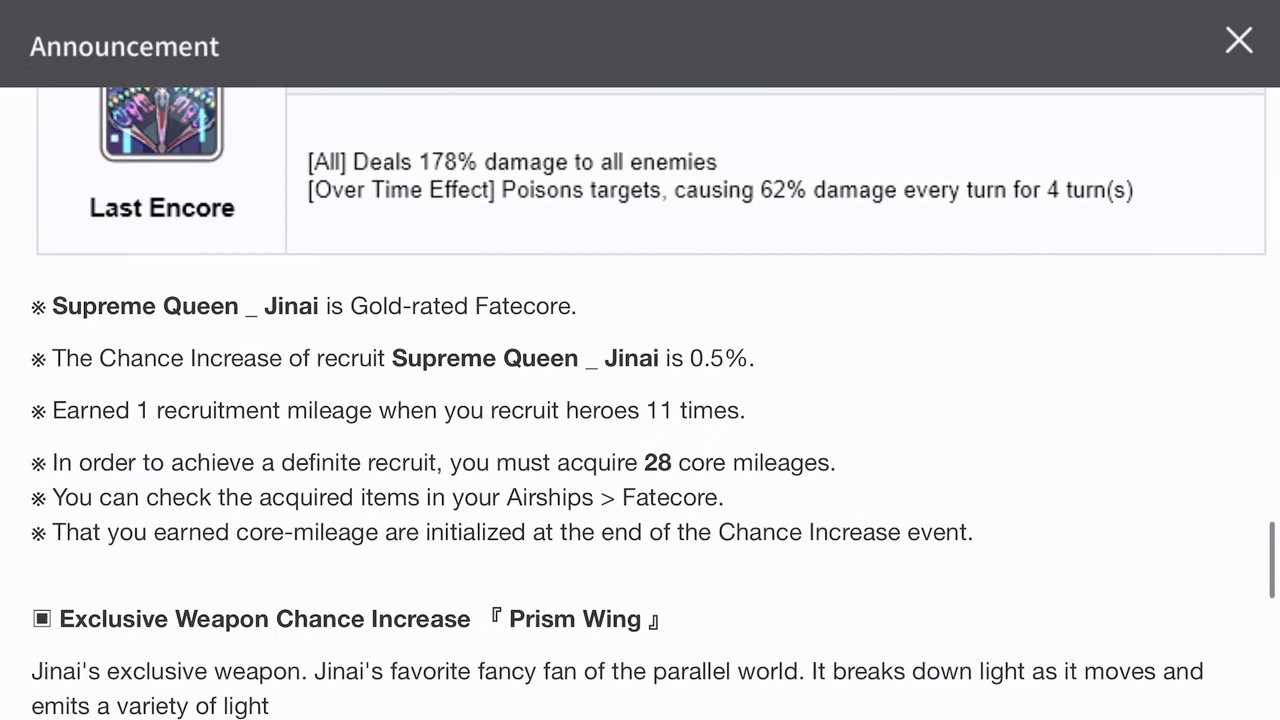 Announcement
[All] Deals 178% damage to all enemies
[Over Time Effect] Poisons targets, causing 62% damage every turn for 4 turn(s)
Last Encore
※ Supreme Queen _ Jinai is Gold-rated Fatecore.
※ The Chance Increase of recruit Supreme Queen _ Jinai is 0.5%.
※ Earned 1 recruitment mileage when you recruit heroes 11 times.
※ In order to achieve a definite recruit, you must acquire 28 core mileages.
※ You can check the acquired items in your Airships > Fatecore.
※ That you earned core-mileage are initialized at the end of the Chance Increase event.
▣ Exclusive Weapon Chance Increase 『 Prism Wing 』
Jinai's exclusive weapon. Jinai's favorite fancy fan of the parallel world. It breaks down light as it moves and
emits a variety of light